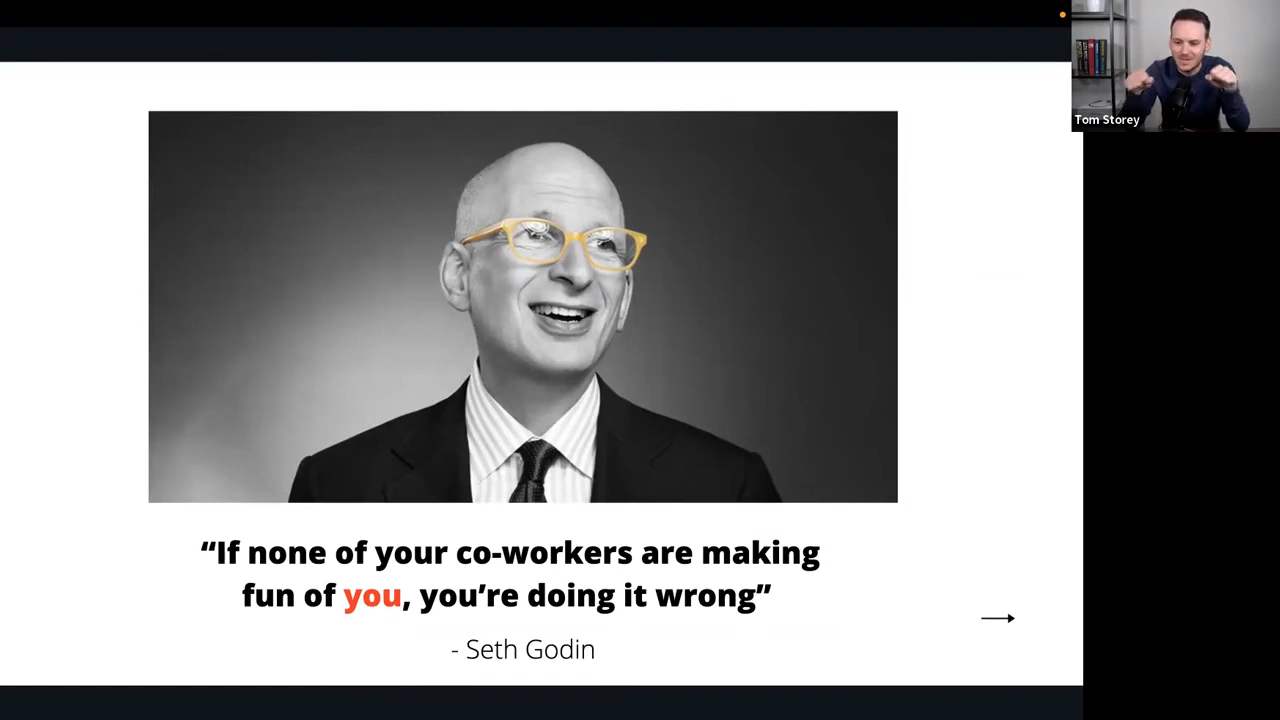 Tom Storey
“If none of your co-workers are making
fun of you, you’re doing it wrong”
- Seth Godin